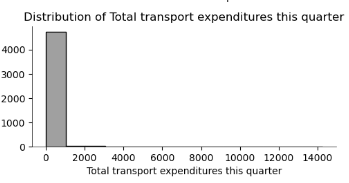 Distribution of Total transport expenditures this quarter
4000
3000
2000
1000
0
0 2000 4000 6000 8000 10000 12000 14000
Total transport expenditures this quarter